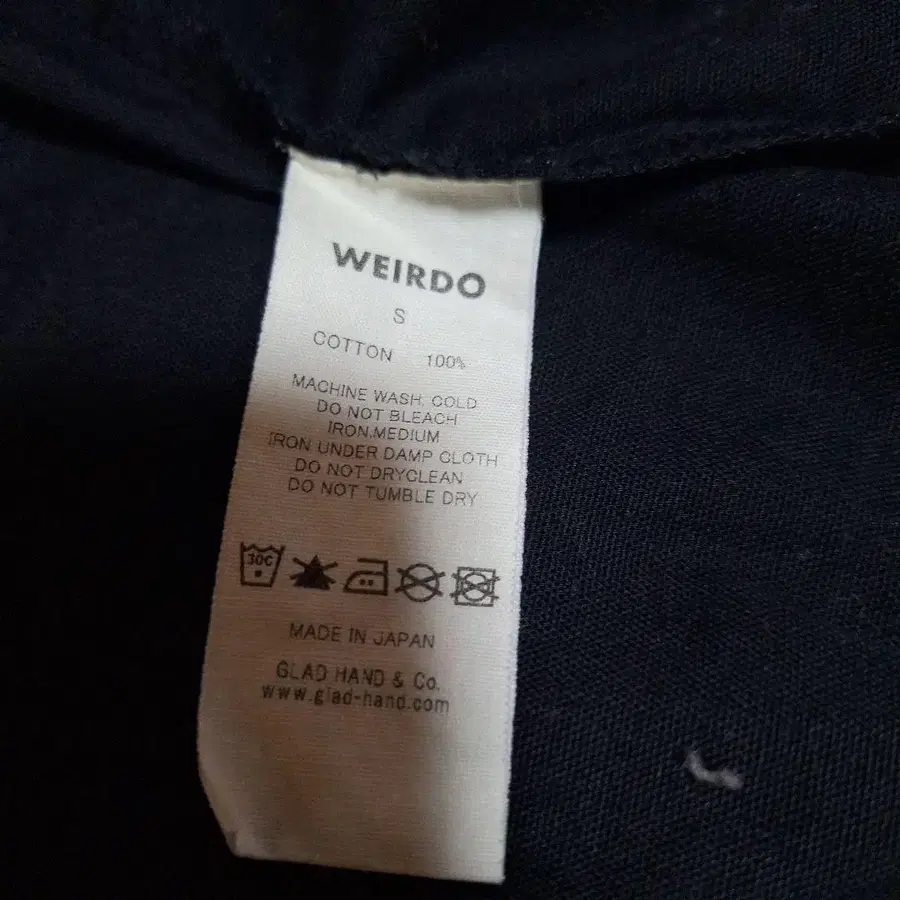 WEIRDO
S
COTTON 100%
MACHINE WASH, COLD
DO NOT BLEACH
IRON,MEDIUM
IRON UNDER DAMP CLOTH
DO NOT DRYCLEAN
DO NOT TUMBLE DRY
30C
MADE IN JAPAN
GLAD HAND & Co.
www.glad-hand.com